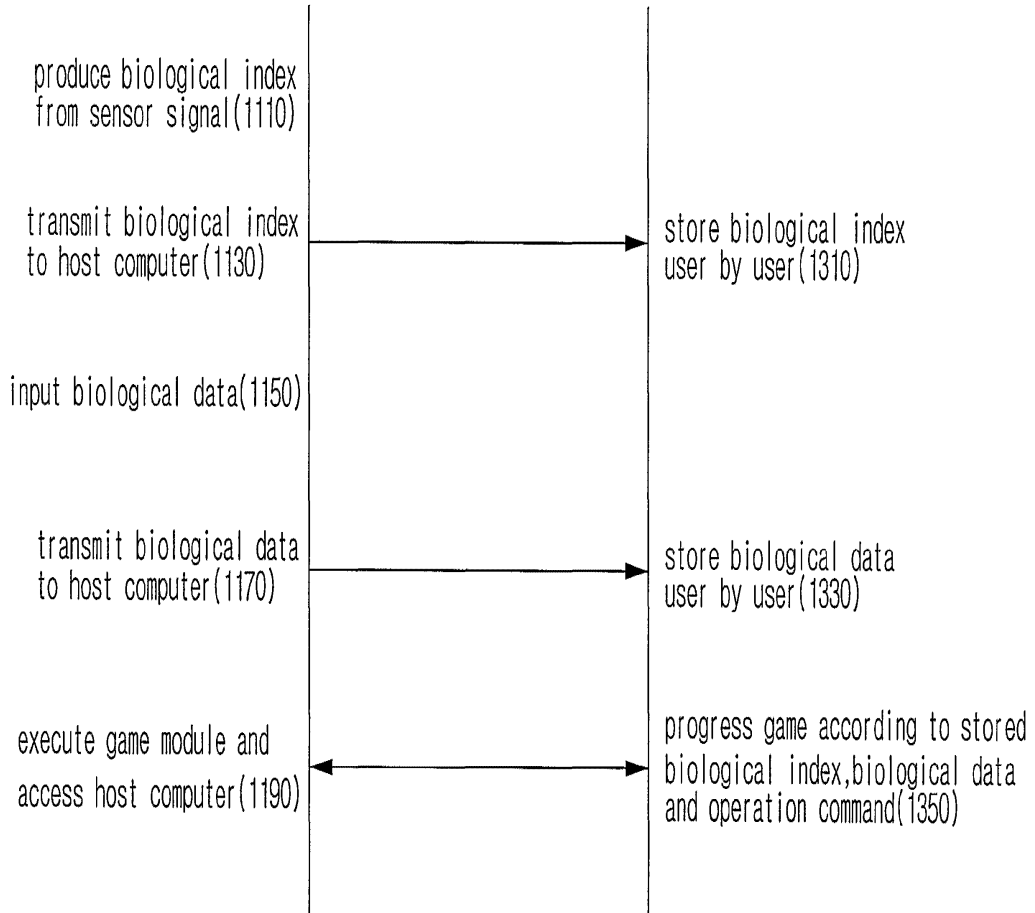 produce biological index
from sensor signal(1110)
transmit biological index
to host computer(1130)
store biological index
user by user(1310)
input biological data(1150)
transmit biological data
to host computer(1170)
store biological data
user by user(1330)
execute game module and
access host computer(1190)
progress game according to stored
biological index,biological data
and operation command(1350)